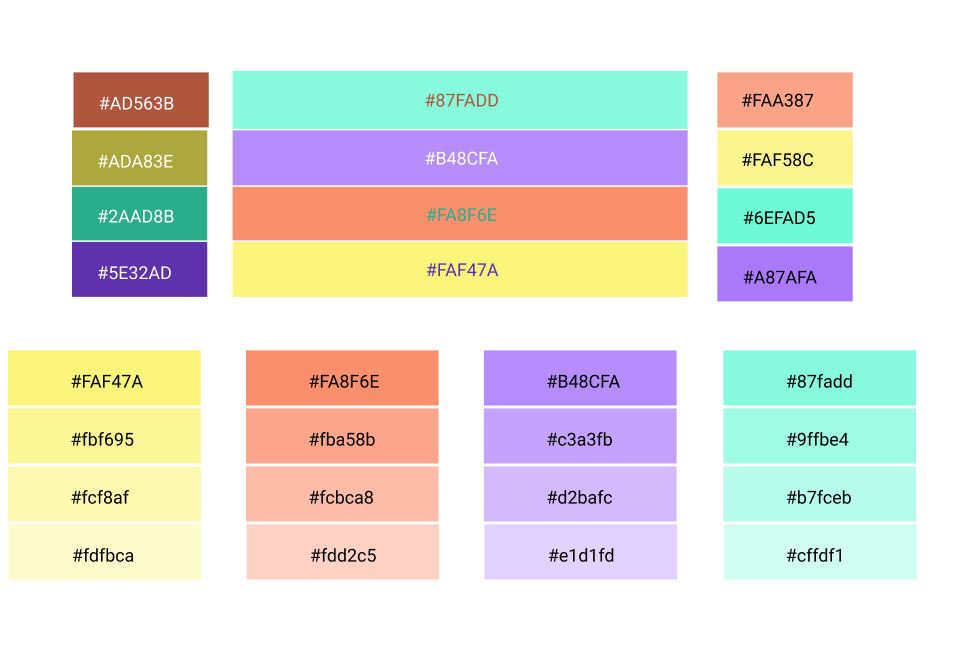 #AD563B
#87FADD
#FAA387
#ADA83E
#B48CFA
#FAF58C
#2AAD8B
#FA8F6E
#6EFAD5
#5E32AD
#FAF47A
#A87AFA
#FAF47A
#FA8F6E
#B48CFA
#87fadd
#fbf695
#fba58b
#c3a3fb
#9ffbe4
#fcf8af
#fcbca8
#d2bafc
#b7fceb
#fdfbca
#fdd2c5
#e1d1fd
#cffdf1